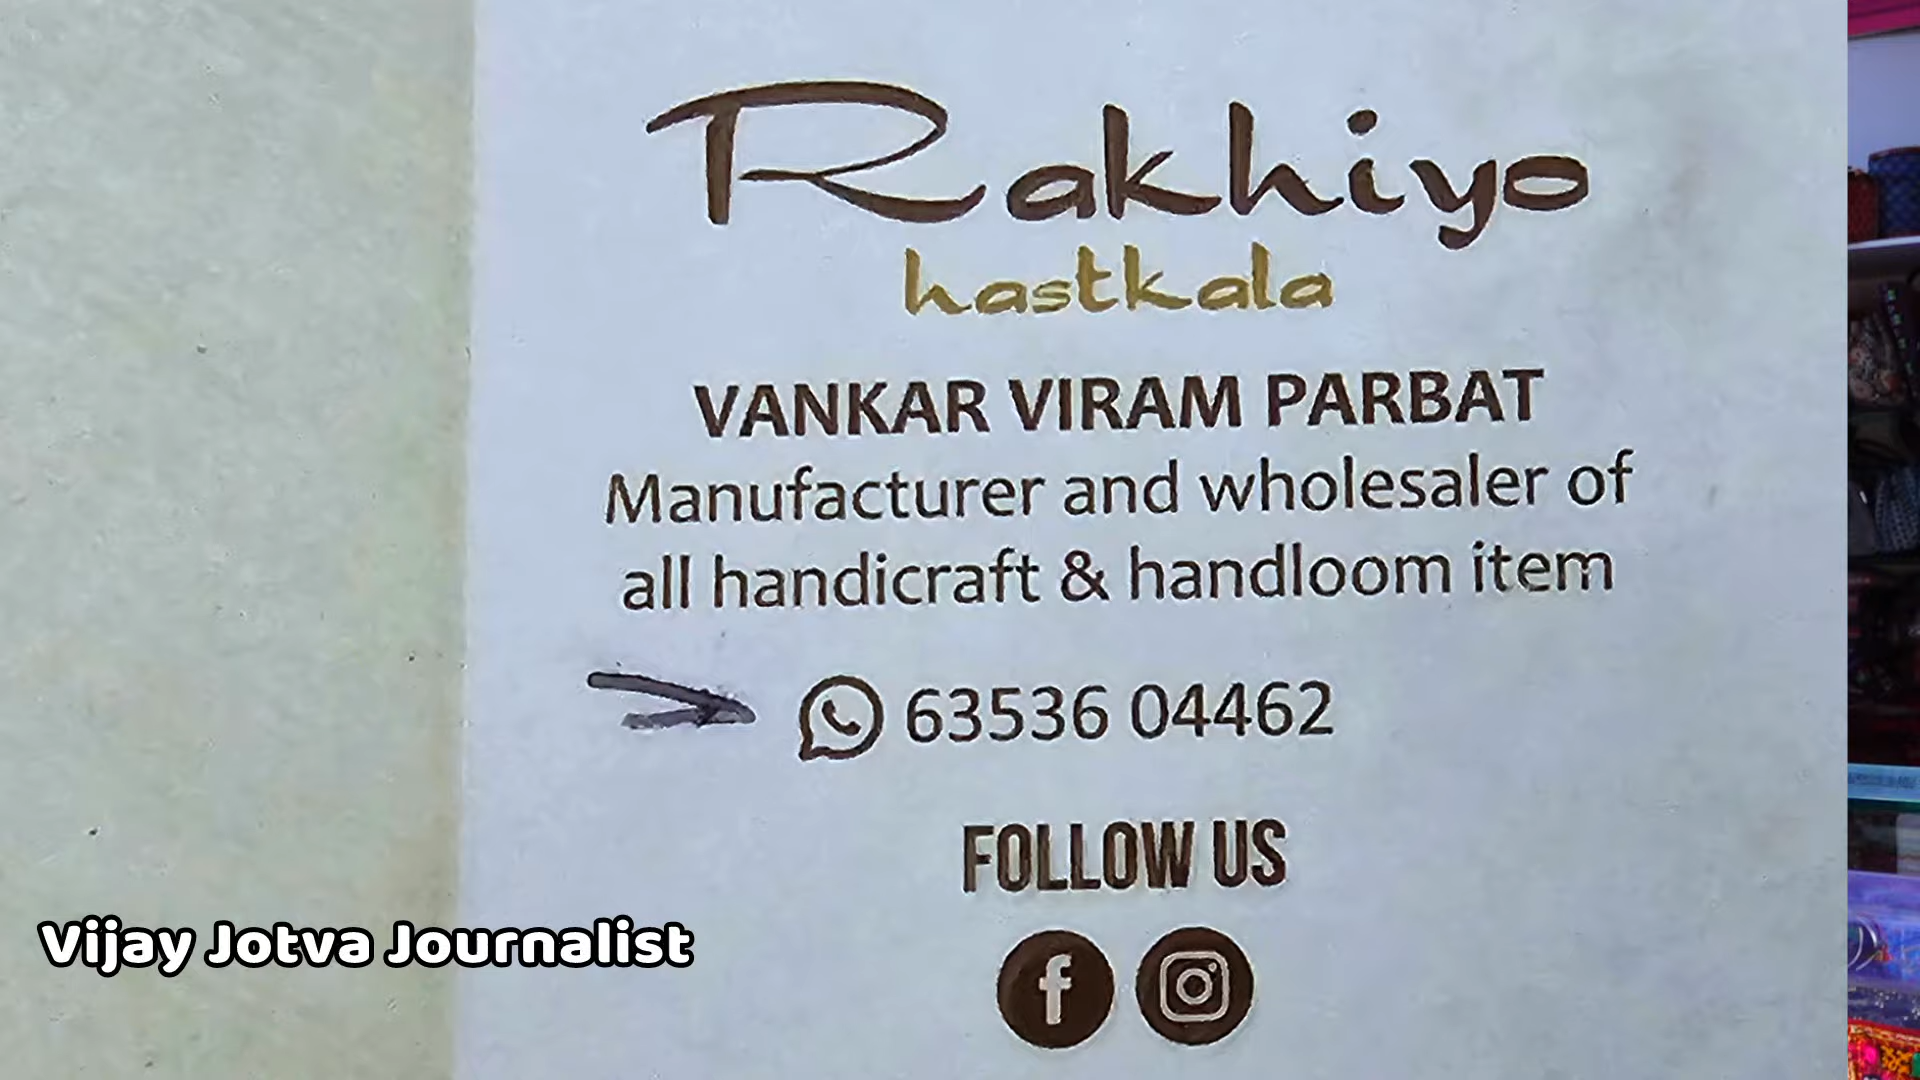 Rakhiyo
hastkala
VANKAR VIRAM PARBAT
Manufacturer and wholesaler of
all handicraft & handloom item
63536 04462
FOLLOW US
Vijay Jotva Journalist